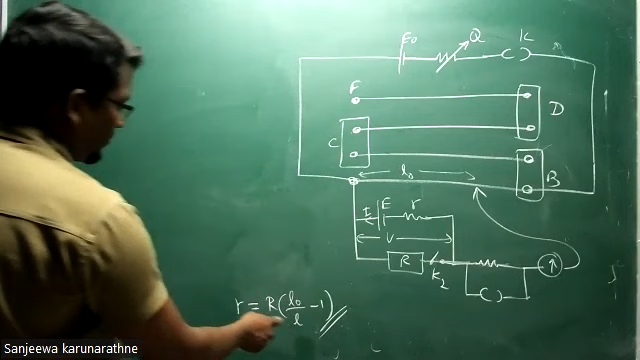 E0 Q K
F
D
C
l0
B
I E r
V
R
K2
r = R(l0/l - 1)
Sanjeewa karunarathne